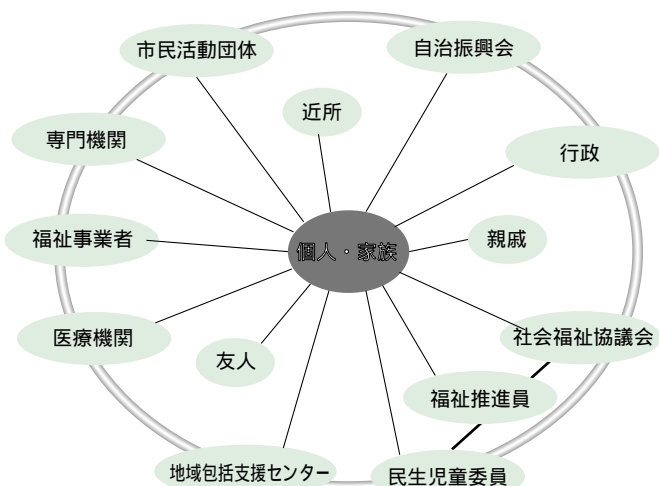 市民活動団体
自治振興会
近所
専門機関
行政
福祉事業者
個人・家族
親戚
医療機関
社会福祉協議会
友人
福祉推進員
地域包括支援センター
民生児童委員